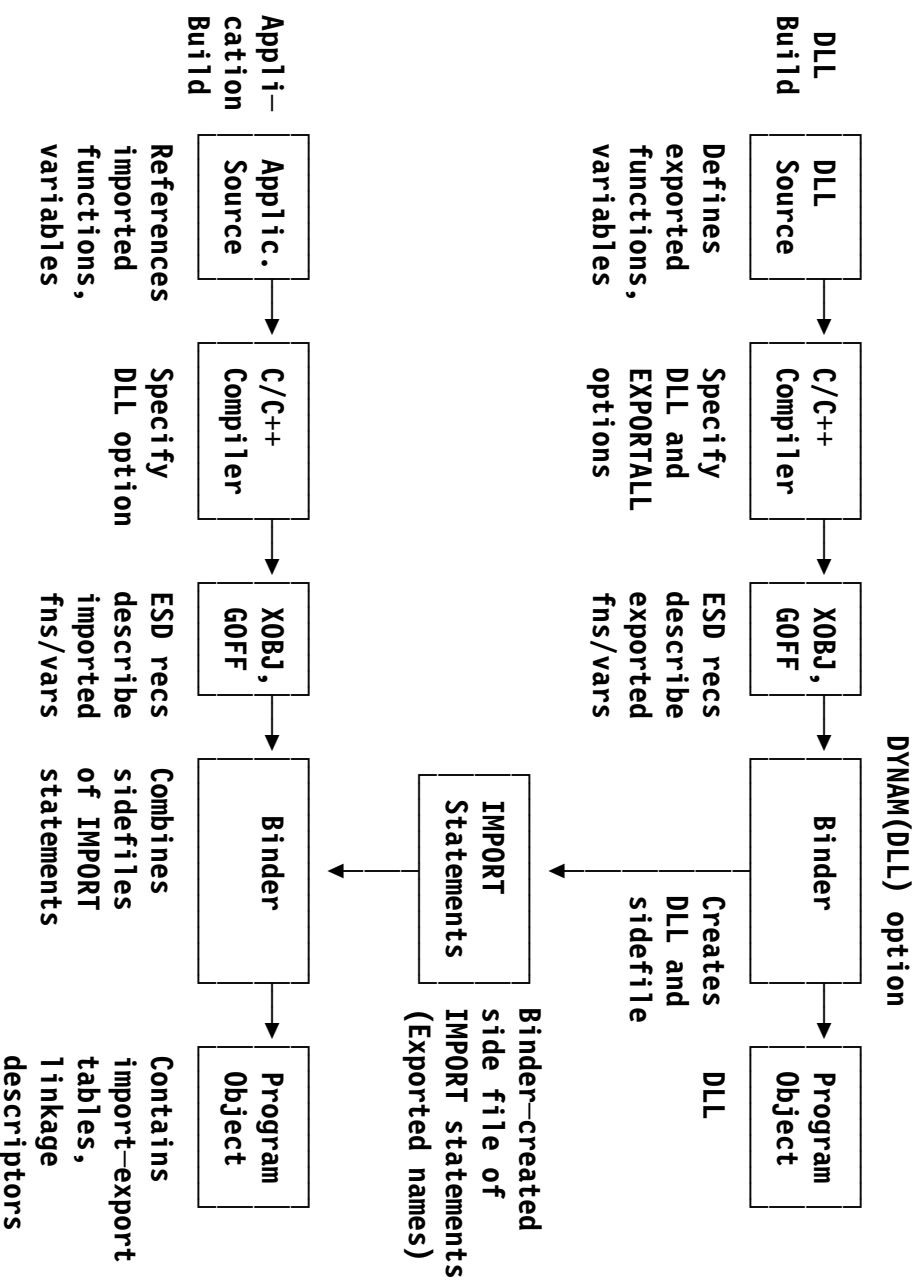 DYNAM(DLL) option
DLL
Build
DLL
Source
C/C++
Compiler
XOBJ,
GOFF
Binder
Program
Object
Defines
exported
functions,
variables
Specify
DLL and
EXPORTALL
options
ESD recs
describe
exported
fns/vars
Creates
DLL and
sidefile
DLL
IMPORT
Statements
Binder—created
side file of
IMPORT statements
(Exported names)
Appli—
cation
Build
Applic.
Source
C/C++
Compiler
XOBJ,
GOFF
Binder
Program
Object
References
imported
functions,
variables
Specify
DLL option
ESD recs
describe
imported
fns/vars
Combines
sidefiles
of IMPORT
statements
Contains
import—export
tables,
linkage
descriptors